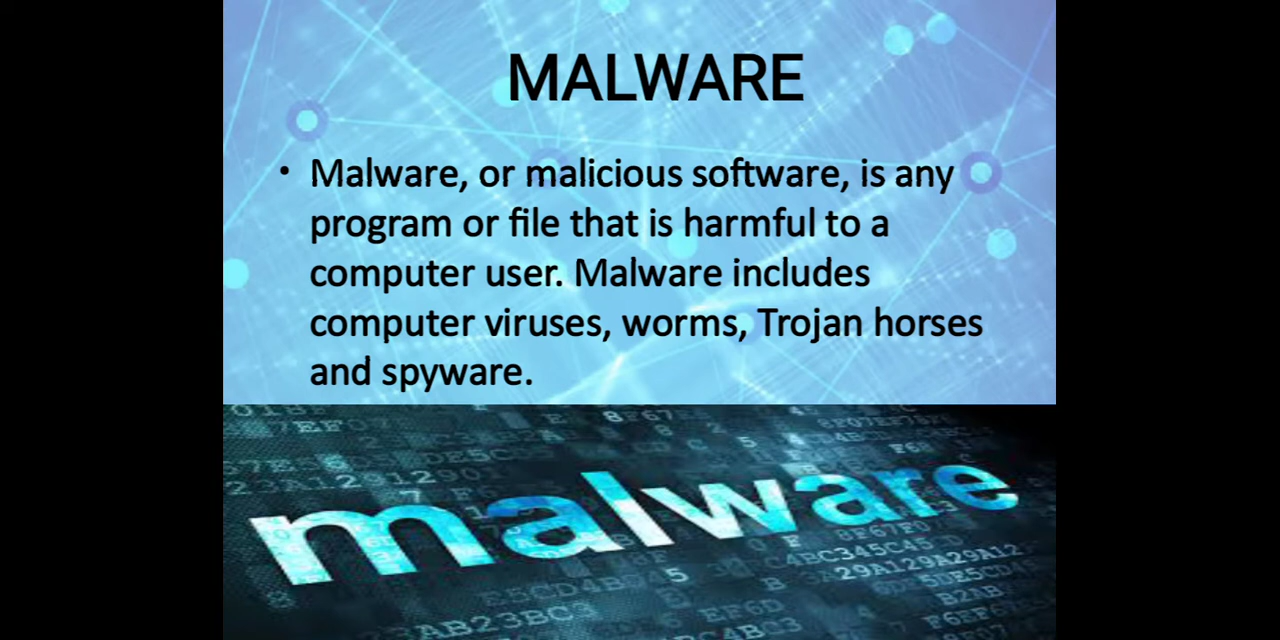 MALWARE
• Malware, or malicious software, is any
program or file that is harmful to a
computer user. Malware includes
computer viruses, worms, Trojan horses
and spyware.
malware